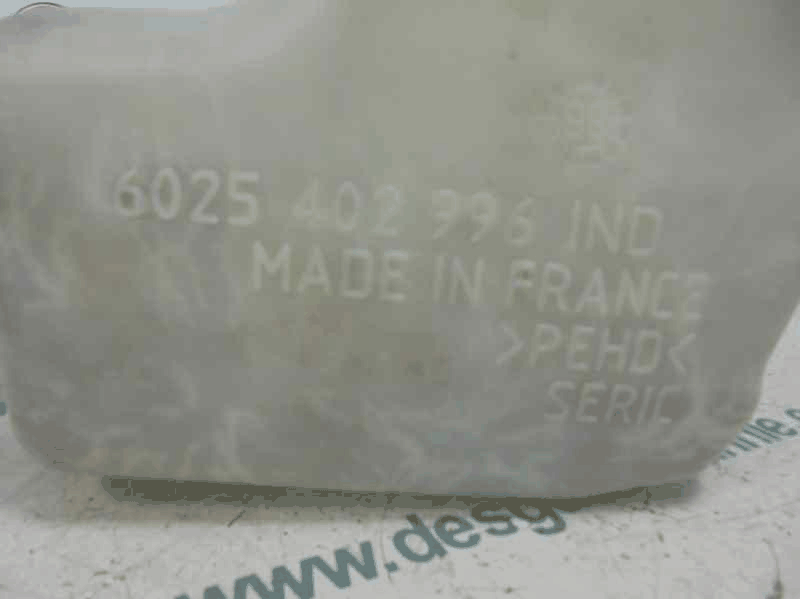 6025 402 996 IND
MADE IN FRANCE
>PEHD<
SERIC
www.desg